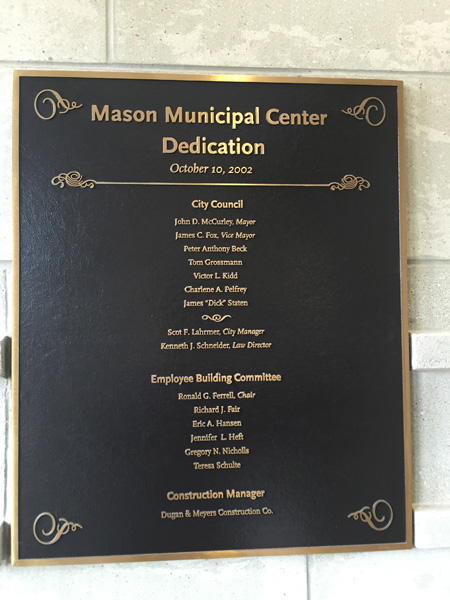 Mason Municipal Center
Dedication
October 10, 2002
City Council
John D. McCurley, Mayor
James C. Fox, Vice Mayor
Peter Anthony Beck
Tom Grossmann
Victor L. Kidd
Charlene A. Pelfrey
James "Dick" Staten
Scot F. Lahrmer, City Manager
Kenneth J. Schneider, Law Director
Employee Building Committee
Ronald G. Ferrell, Chair
Richard J. Fair
Eric A. Hansen
Jennifer L. Heft
Gregory N. Nicholls
Teresa Schulte
Construction Manager
Dugan & Meyers Construction Co.